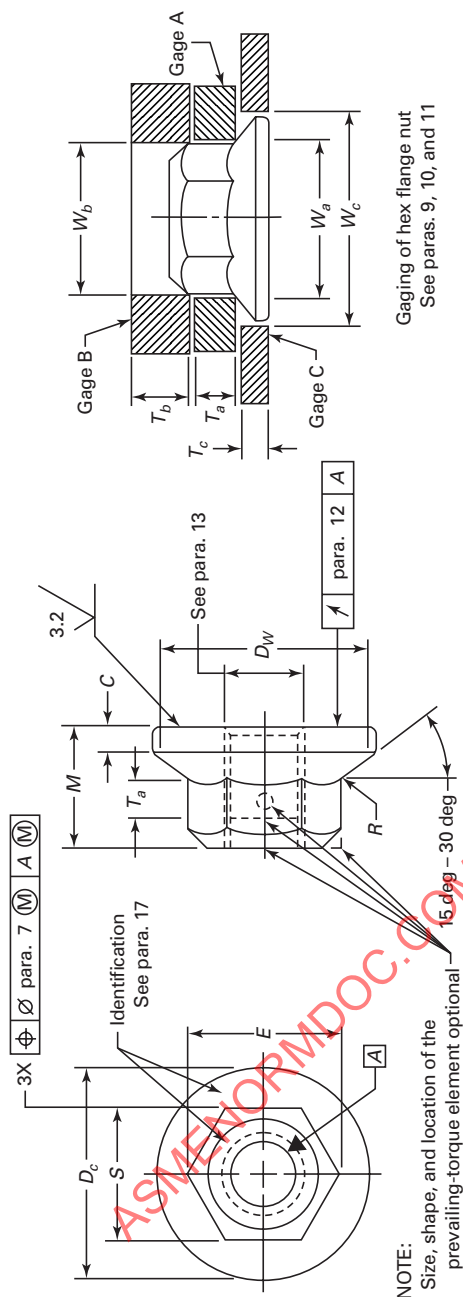 3X ⌖ Ø para. 7 Ⓜ A Ⓜ
Identification
See para. 17
D_c
S
E
A
NOTE:
Size, shape, and location of the
prevailing-torque element optional
3.2
M
C
T_a
See para. 13
D_W
R
15 deg – 30 deg
↗ para. 12 A
Gage B
Gage A
W_b
T_b
T_a
T_c
Gage C
W_a
W_c
Gaging of hex flange nut
See paras. 9, 10, and 11